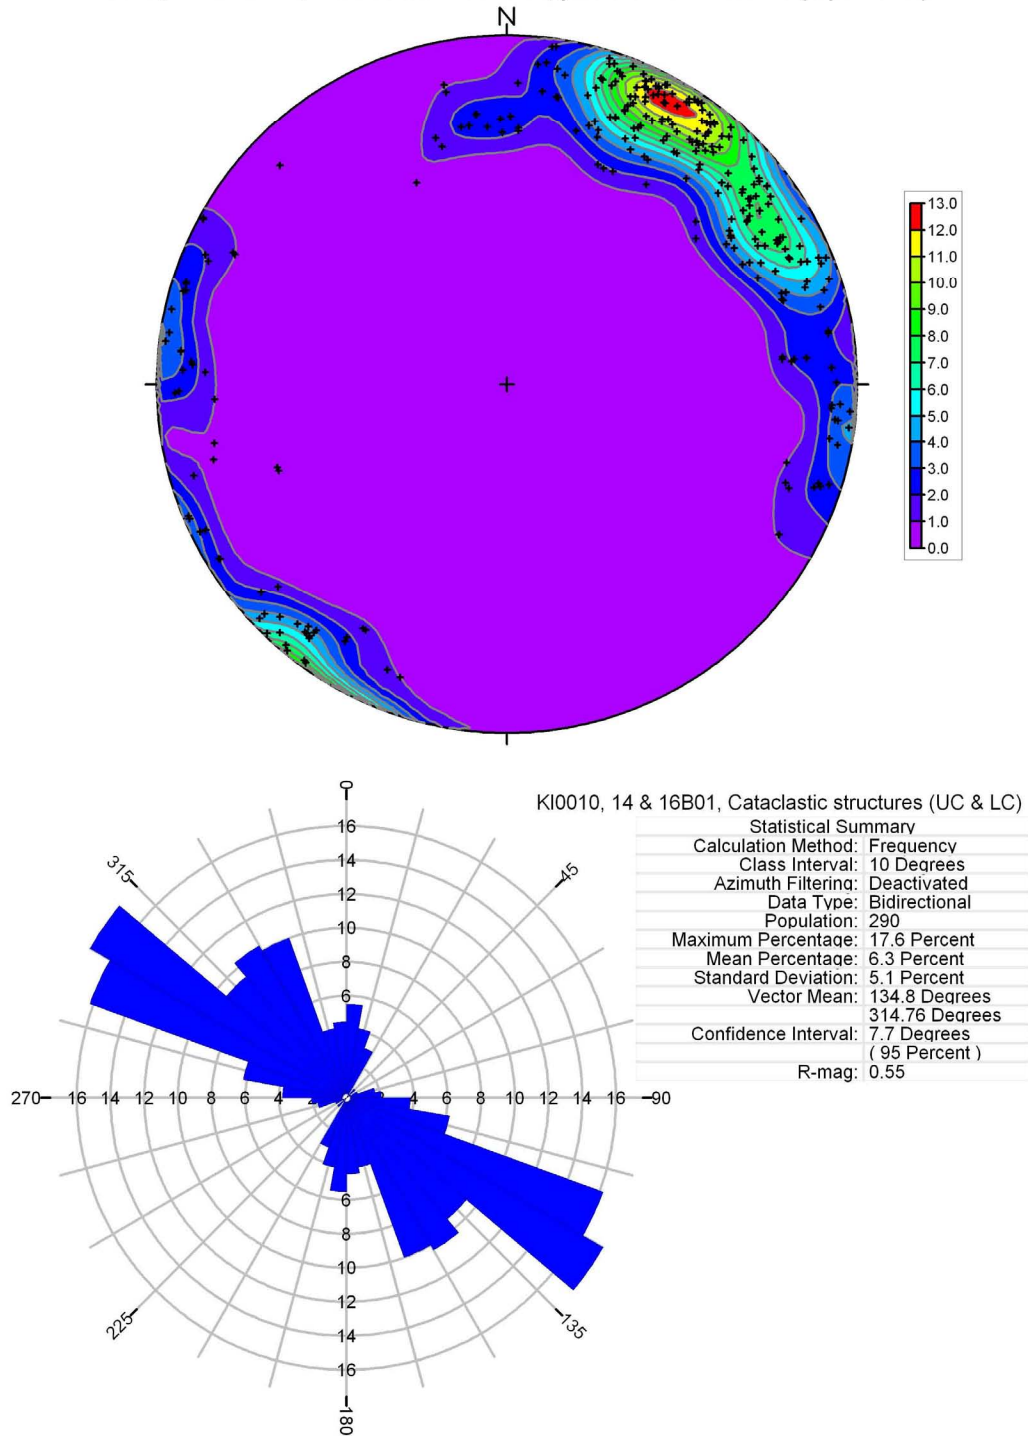 N
13.0
12.0
11.0
10.0
9.0
8.0
7.0
6.0
5.0
4.0
3.0
2.0
1.0
0.0
KI0010, 14 & 16B01, Cataclastic structures (UC & LC)
Statistical Summary
Calculation Method: Frequency
Class Interval: 10 Degrees
Azimuth Filtering: Deactivated
Data Type: Bidirectional
Population: 290
Maximum Percentage: 17.6 Percent
Mean Percentage: 6.3 Percent
Standard Deviation: 5.1 Percent
Vector Mean: 134.8 Degrees
314.76 Degrees
Confidence Interval: 7.7 Degrees
( 95 Percent )
R-mag: 0.55
0
315
45
16
14
12
10
8
6
270 16 14 12 10 8 6 4 2 2 4 6 8 10 12 14 16 90
6
8
10
12
14
16
225
135
180